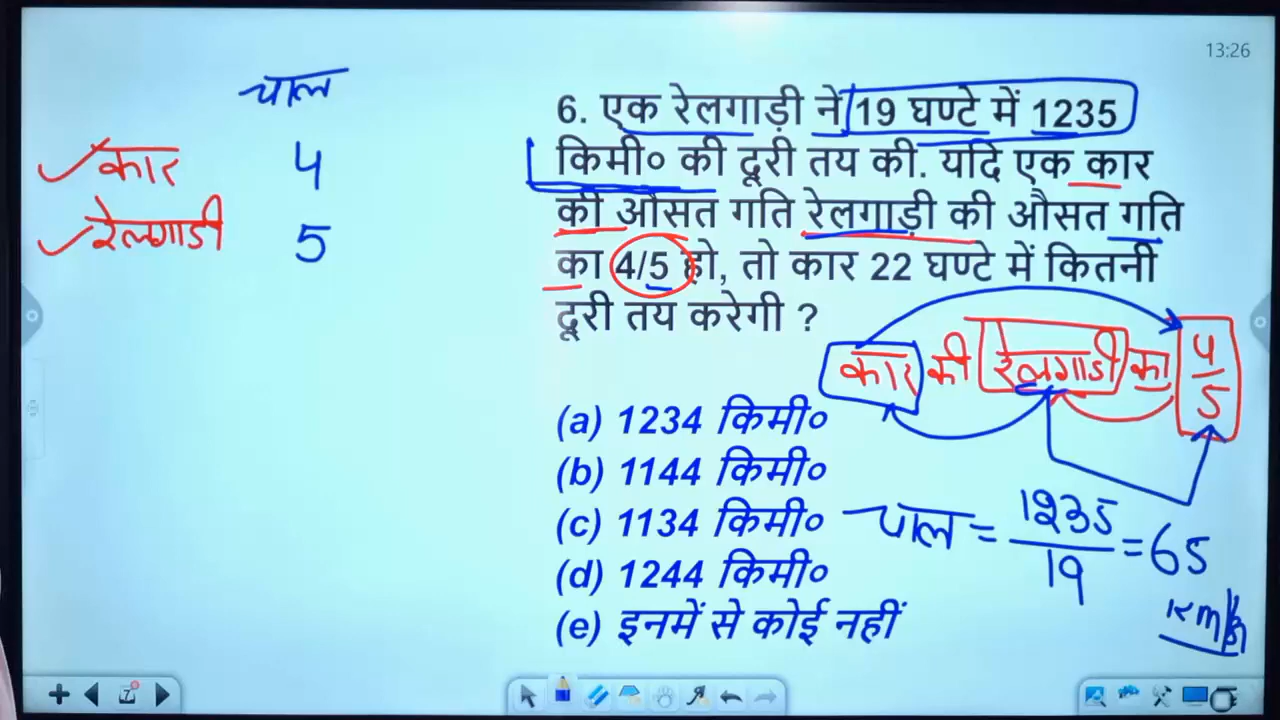 13:26
चाल
कार 4
रेलगाडी 5
6. एक रेलगाड़ी ने 19 घण्टे में 1235
किमी० की दूरी तय की. यदि एक कार
की औसत गति रेलगाड़ी की औसत गति
का 4/5 हो, तो कार 22 घण्टे में कितनी
दूरी तय करेगी ?
कार की रेलगाडी का 4/5
(a) 1234 किमी०
(b) 1144 किमी०
(c) 1134 किमी०
(d) 1244 किमी०
(e) इनमें से कोई नहीं
चाल = 1235/19 = 65
km/h